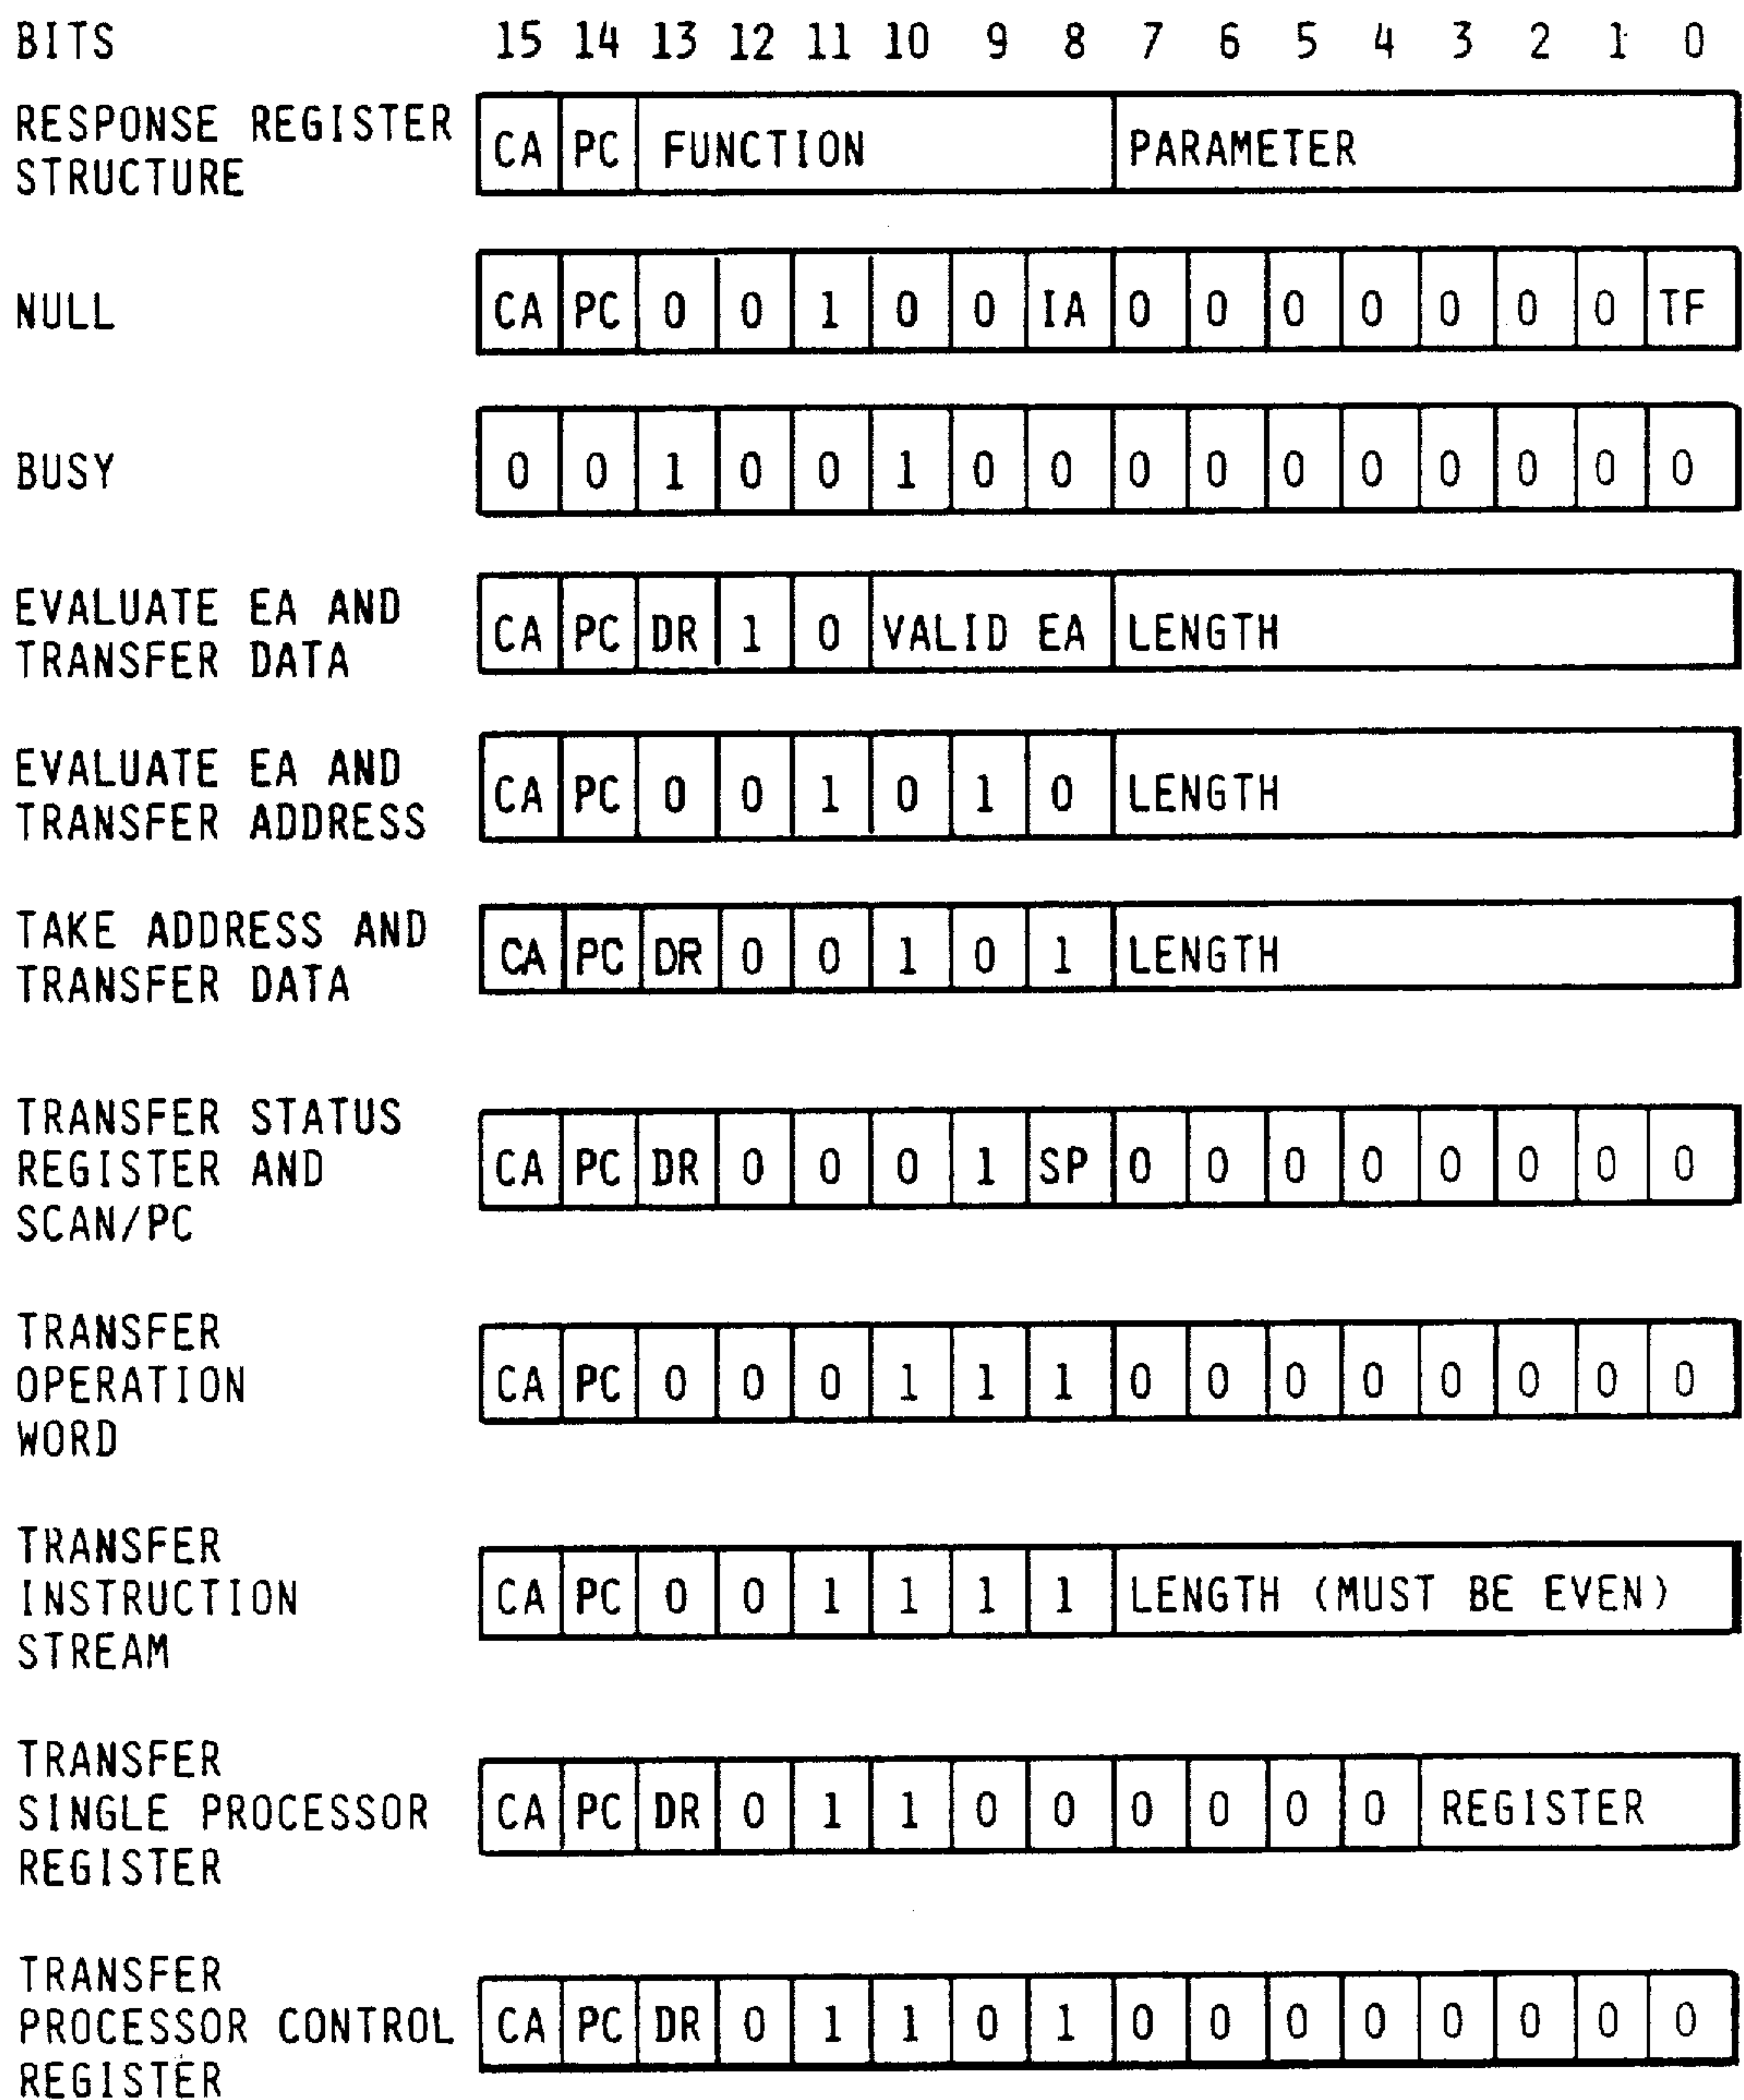 BITS 15 14 13 12 11 10 9 8 7 6 5 4 3 2 1 0
RESPONSE REGISTER
STRUCTURE
CA PC FUNCTION PARAMETER
NULL CA PC 0 0 1 0 0 IA 0 0 0 0 0 0 0 TF
BUSY 0 0 1 0 0 1 0 0 0 0 0 0 0 0 0 0
EVALUATE EA AND
TRANSFER DATA
CA PC DR 1 0 VALID EA LENGTH
EVALUATE EA AND
TRANSFER ADDRESS
CA PC 0 0 1 0 1 0 LENGTH
TAKE ADDRESS AND
TRANSFER DATA
CA PC DR 0 0 1 0 1 LENGTH
TRANSFER STATUS
REGISTER AND
SCAN/PC
CA PC DR 0 0 0 1 SP 0 0 0 0 0 0 0 0
TRANSFER
OPERATION
WORD
CA PC 0 0 0 1 1 1 0 0 0 0 0 0 0 0
TRANSFER
INSTRUCTION
STREAM
CA PC 0 0 1 1 1 1 LENGTH (MUST BE EVEN)
TRANSFER
SINGLE PROCESSOR
REGISTER
CA PC DR 0 1 1 0 0 0 0 0 0 REGISTER
TRANSFER
PROCESSOR CONTROL
REGISTER
CA PC DR 0 1 1 0 1 0 0 0 0 0 0 0 0